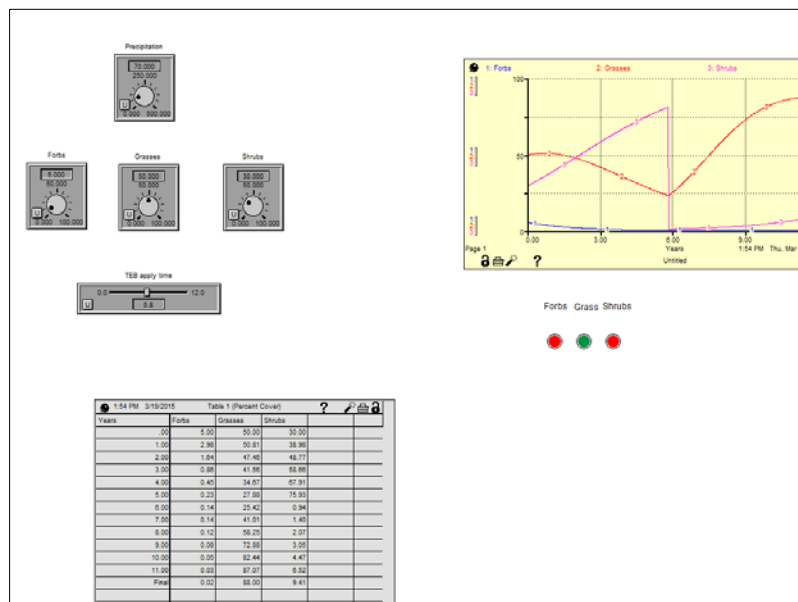 Precipitation
70.000
250.000
U
0.000 500.000
Forbs
Grasses
Shrubs
5.000
50.000
30.000
50.000
50.000
50.000
U
U
U
0.000 100.000
0.000 100.000
0.000 100.000
TEB apply time
0.0
12.0
U
5.8
1: Forbs
2: Grasses
3: Shrubs
100
50
0
0.00
3.00
6.00
9.00
Page 1
Years
1:54 PM Thu, Mar
Untitled
?
Forbs Grass Shrubs
1:54 PM 3/19/2015 Table 1 (Percent Cover) ?
Years Forbs Grasses Shrubs
.00 5.00 50.00 30.00
1.00 2.98 50.81 38.98
2.00 1.64 47.46 48.77
3.00 0.86 41.56 58.66
4.00 0.45 34.67 67.91
5.00 0.23 27.88 75.93
6.00 0.14 25.42 0.94
7.00 0.14 41.01 1.40
8.00 0.12 58.25 2.07
9.00 0.08 72.88 3.05
10.00 0.05 82.44 4.47
11.00 0.03 87.07 6.52
Final 0.02 88.00 9.41